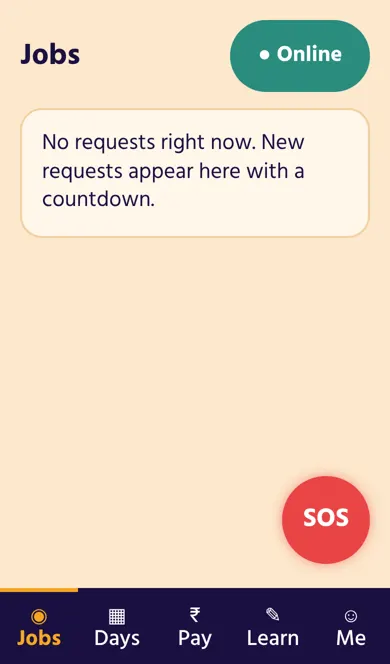 Jobs
● Online
No requests right now. New
requests appear here with a
countdown.
SOS
◉ ▦ ₹ ✎ ☺
Jobs Days Pay Learn Me